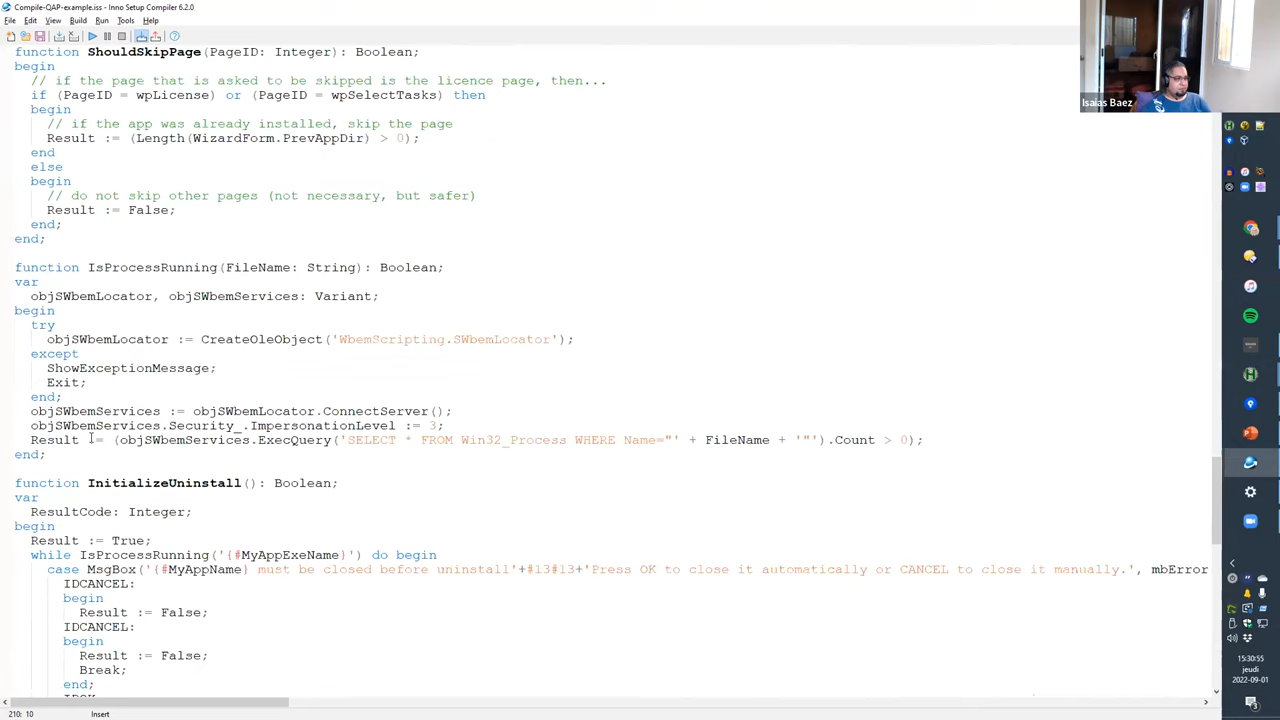 Compile-QAP-example.iss - Inno Setup Compiler 6.2.0
File Edit View Build Run Tools Help
function ShouldSkipPage(PageID: Integer): Boolean;
begin
// if the page that is asked to be skipped is the licence page, then...
if (PageID = wpLicense) or (PageID = wpSelectTasks) then
begin
// if the app was already installed, skip the page
Result := (Length(WizardForm.PrevAppDir) > 0);
end
else
begin
// do not skip other pages (not necessary, but safer)
Result := False;
end;
end;
function IsProcessRunning(FileName: String): Boolean;
var
objSWbemLocator, objSWbemServices: Variant;
begin
try
objSWbemLocator := CreateOleObject('WbemScripting.SWbemLocator');
except
ShowExceptionMessage;
Exit;
end;
objSWbemServices := objSWbemLocator.ConnectServer();
objSWbemServices.Security_.ImpersonationLevel := 3;
Result := (objSWbemServices.ExecQuery('SELECT * FROM Win32_Process WHERE Name="' + FileName + '"').Count > 0);
end;
function InitializeUninstall(): Boolean;
var
ResultCode: Integer;
begin
Result := True;
while IsProcessRunning('{#MyAppExeName}') do begin
case MsgBox('{#MyAppName} must be closed before uninstall'+#13#13+'Press OK to close it automatically or CANCEL to close it manually.', mbError
IDCANCEL:
begin
Result := False;
IDCANCEL:
begin
Result := False;
Break;
end;
210: 10 Insert
Isaias Baez
15:30:55
jeudi
2022-09-01